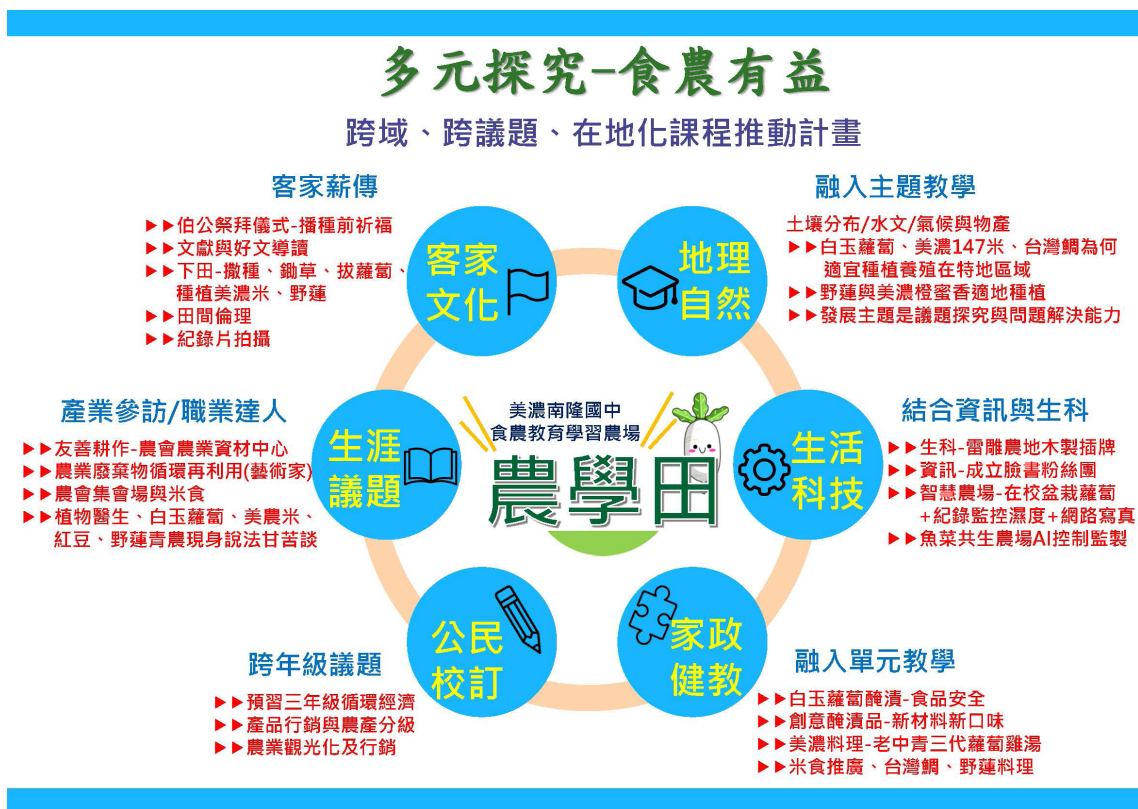 多元探究-食農有益
跨域、跨議題、在地化課程推動計畫
客家薪傳
▶▶伯公祭拜儀式-播種前祈福
▶▶文獻與好文導讀
▶▶下田-撒種、鋤草、拔蘿蔔、
種植美濃米、野蓮
▶▶田間倫理
▶▶紀錄片拍攝
客家
文化
地理
自然
融入主題教學
土壤分布/水文/氣候與物產
▶▶白玉蘿蔔、美濃147米、台灣鯛為何
適宜種植養殖在特地區域
▶▶野蓮與美濃橙蜜香適地種植
▶▶發展主題是議題探究與問題解決能力
產業參訪/職業達人
▶▶友善耕作-農會農業資材中心
▶▶農業廢棄物循環再利用(藝術家)
▶▶農會集會場與米食
▶▶植物醫生、白玉蘿蔔、美農米、
紅豆、野蓮青農現身說法甘苦談
生涯
議題
美濃南隆國中
食農教育學習農場
農學田
生活
科技
結合資訊與生科
▶▶生科-雷雕農地木製插牌
▶▶資訊-成立臉書粉絲團
▶▶智慧農場-在校盆栽蘿蔔
+紀錄監控濕度+網路寫真
▶▶魚菜共生農場AI控制監製
跨年級議題
▶▶預習三年級循環經濟
▶▶產品行銷與農產分級
▶▶農業觀光化及行銷
公民
校訂
家政
健教
融入單元教學
▶▶白玉蘿蔔醃漬-食品安全
▶▶創意醃漬品-新材料新口味
▶▶美濃料理-老中青三代蘿蔔雞湯
▶▶米食推廣、台灣鯛、野蓮料理